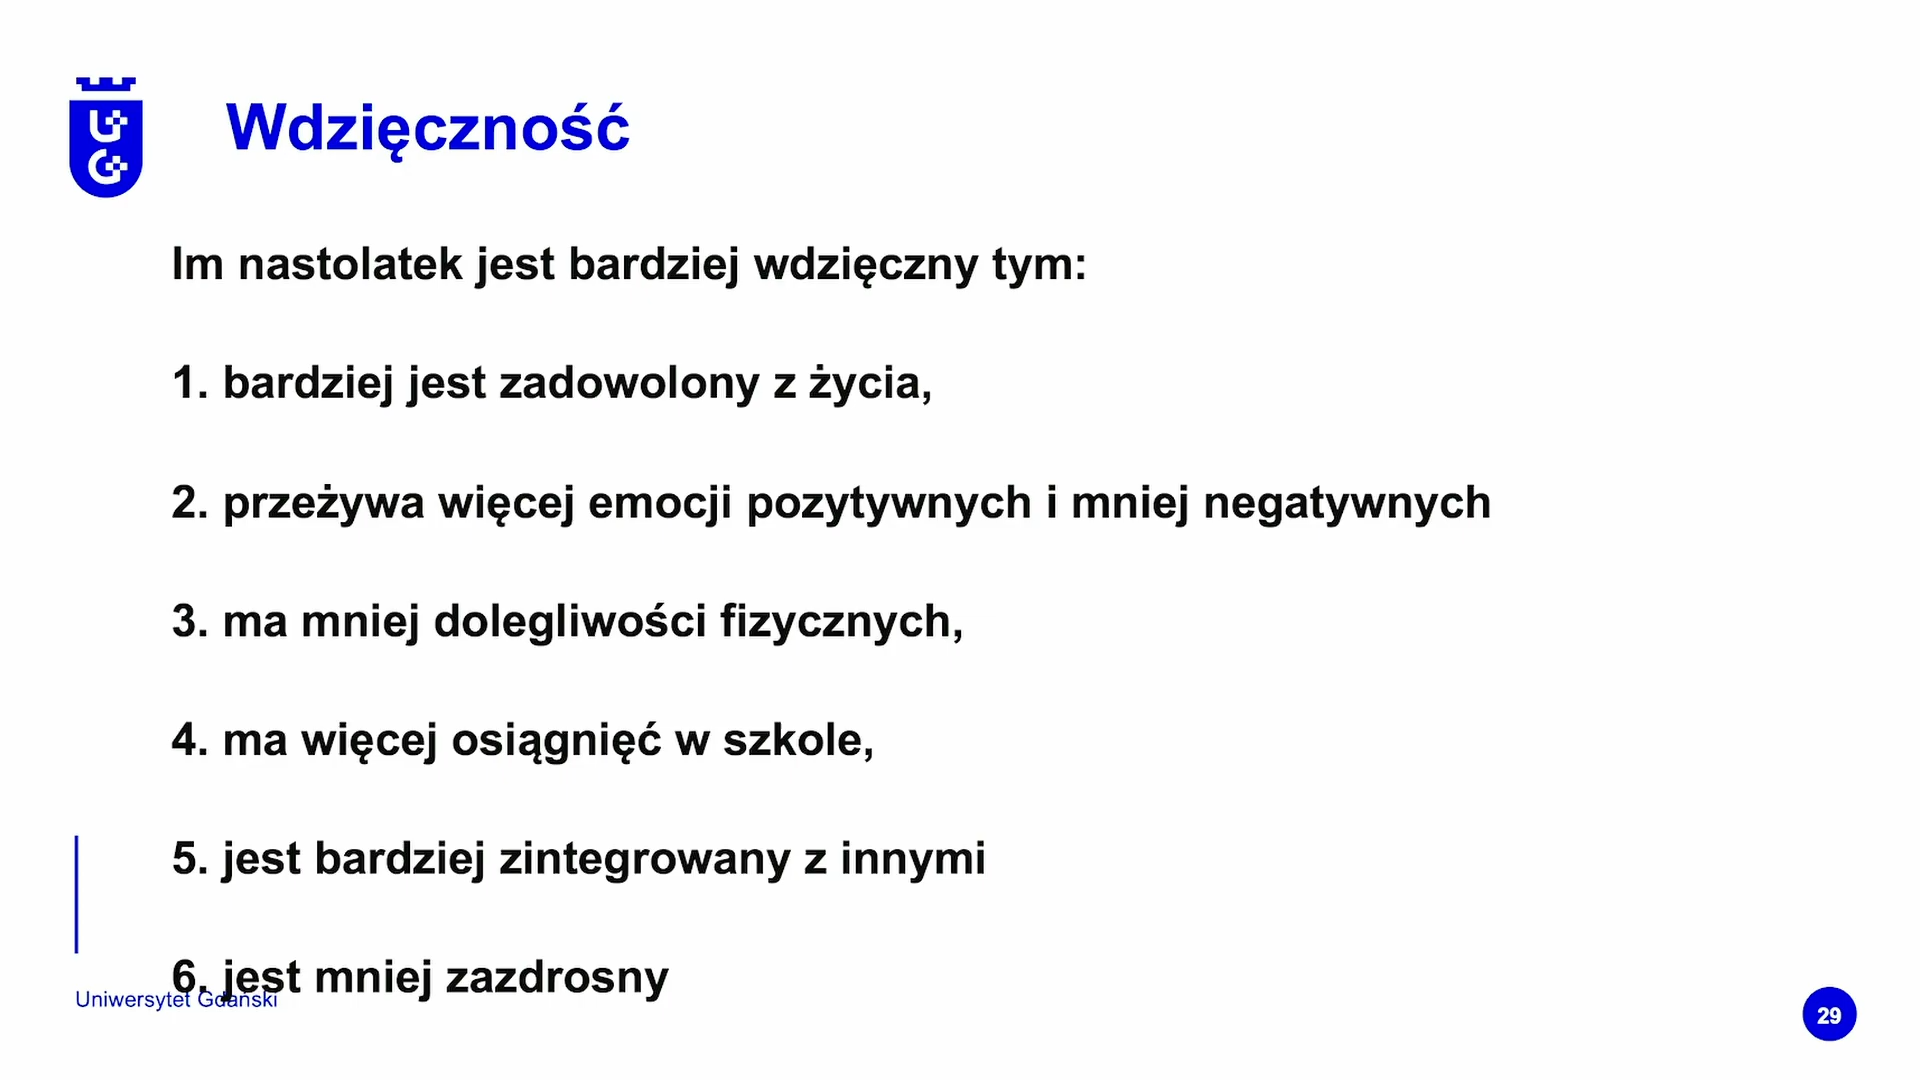 UG
Wdzięczność
Im nastolatek jest bardziej wdzięczny tym:
1. bardziej jest zadowolony z życia,
2. przeżywa więcej emocji pozytywnych i mniej negatywnych
3. ma mniej dolegliwości fizycznych,
4. ma więcej osiągnięć w szkole,
5. jest bardziej zintegrowany z innymi
6. jest mniej zazdrosny
Uniwersytet Gdański
29